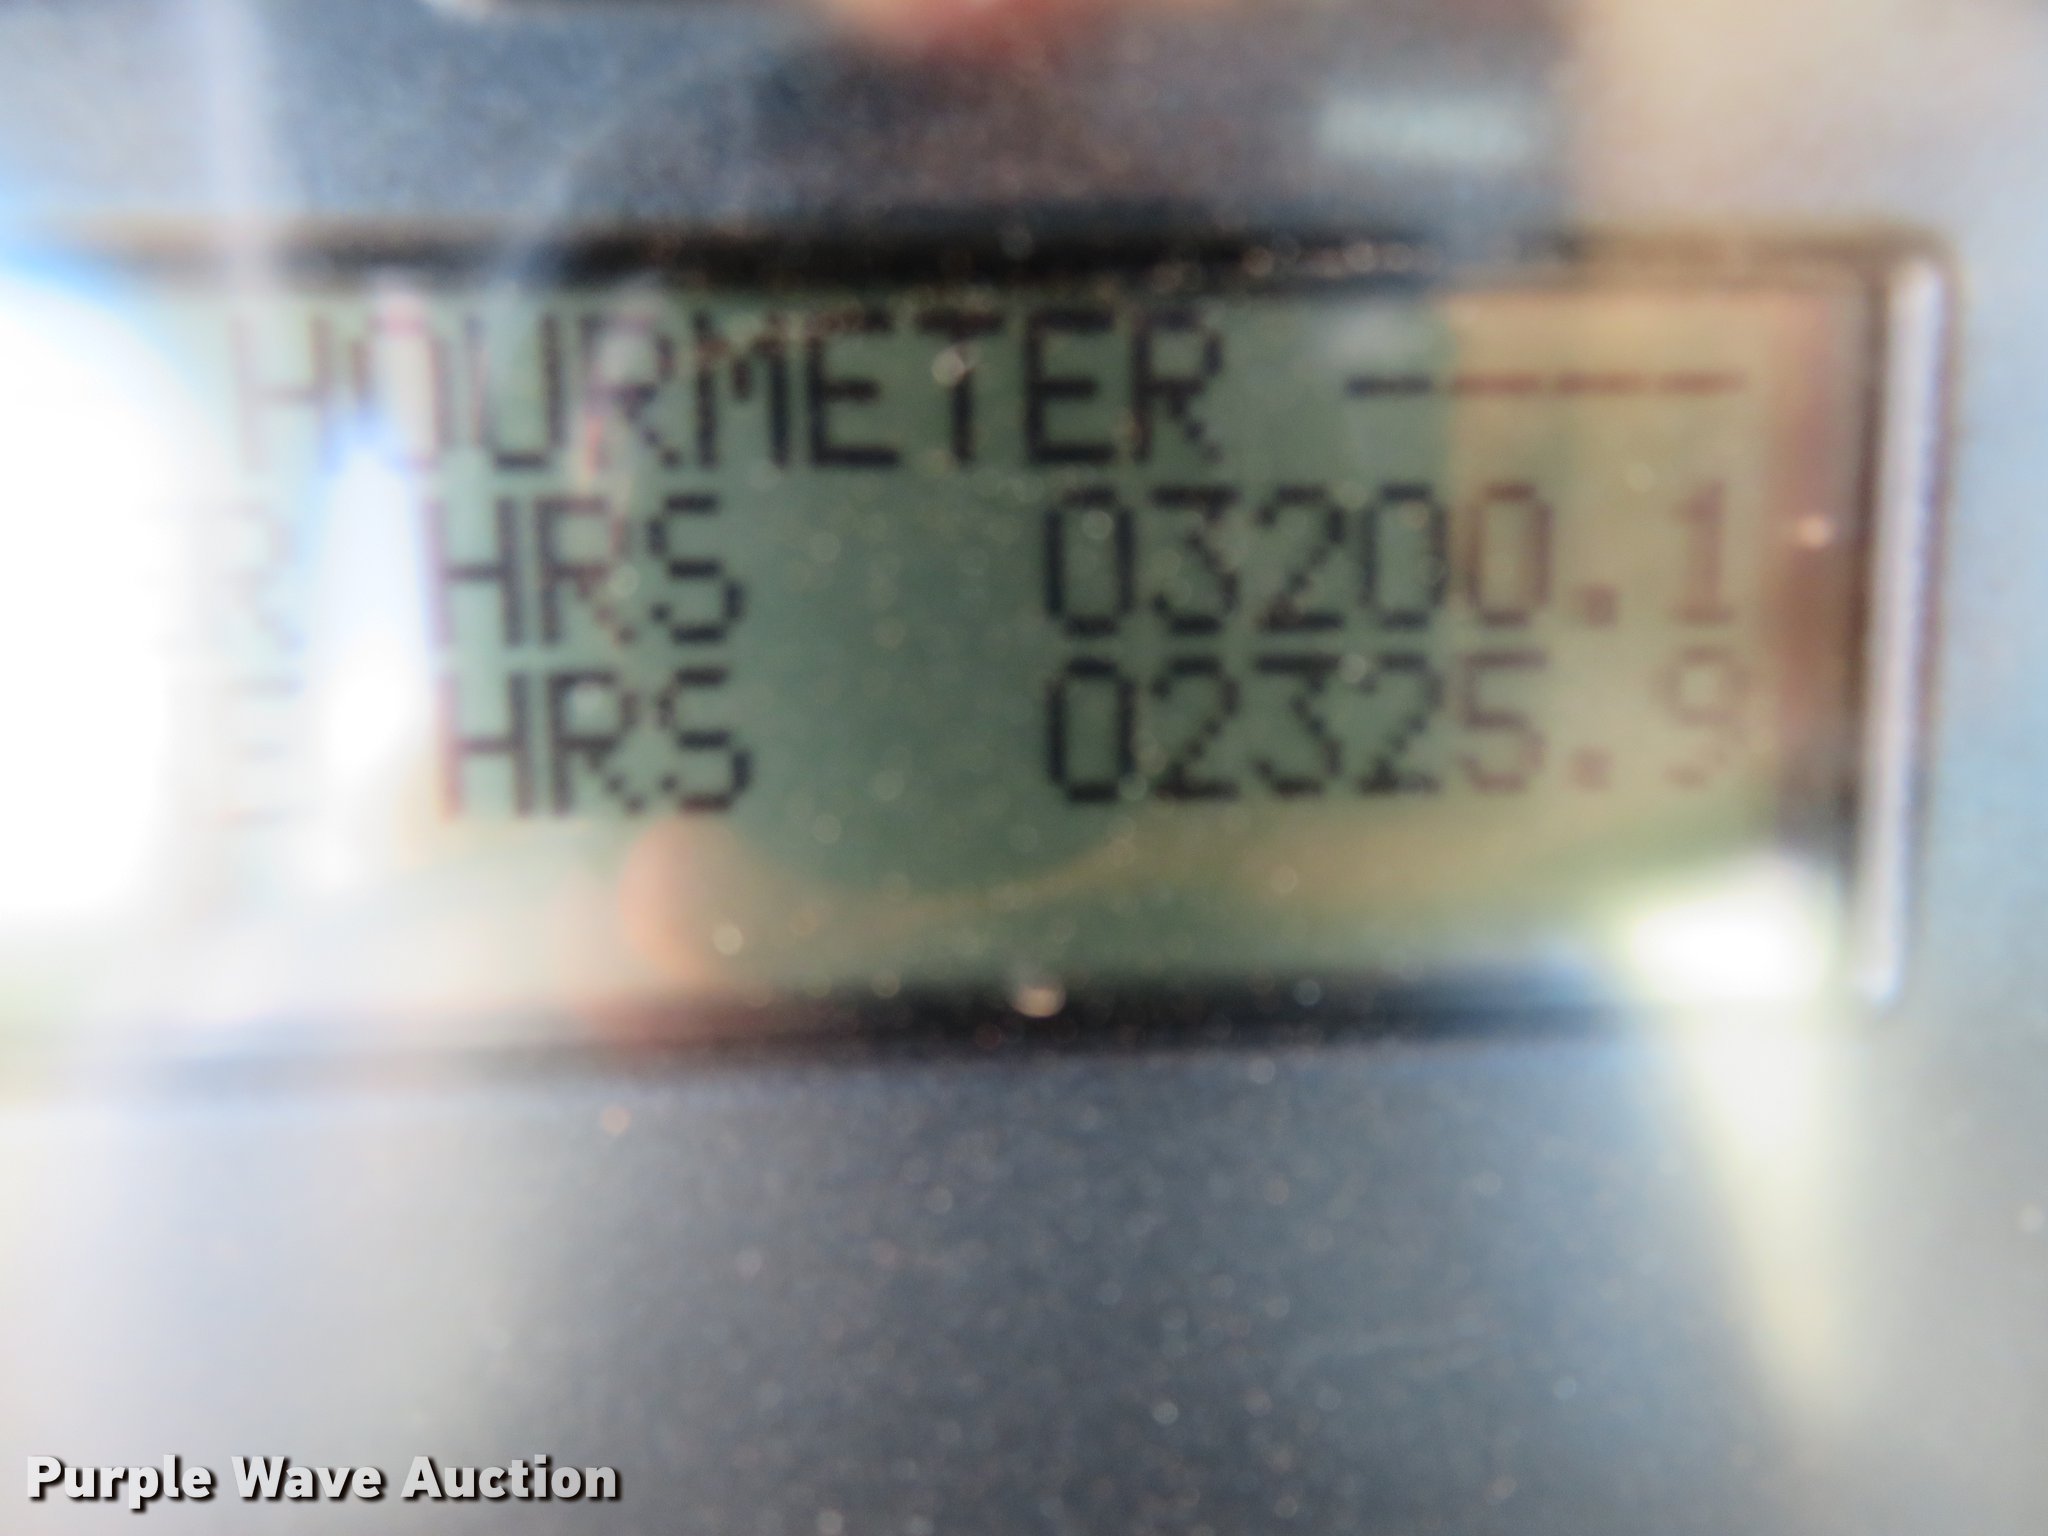 HOURMETER ----
HRS 03200.1
HRS 02325.9
Purple Wave Auction